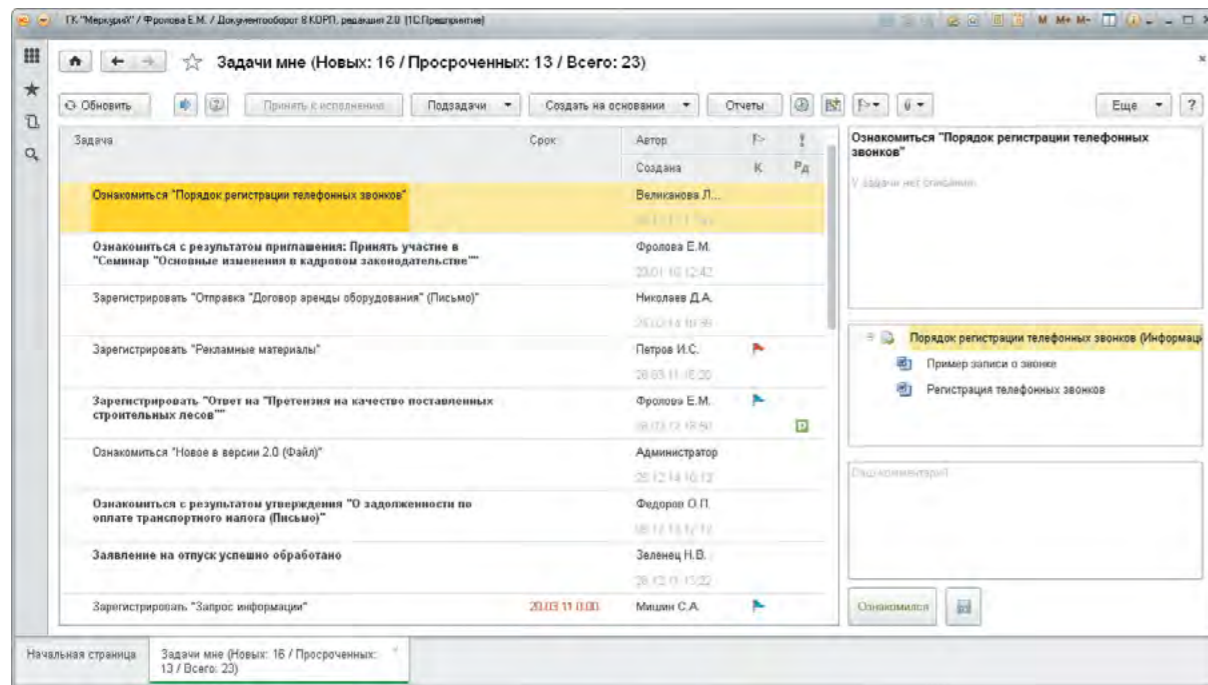 ГК "Меркурий" / Фролова Е.М. / Документооборот 8 КОРП, редакция 2.0 (1С:Предприятие)
M M+ M-
Задачи мне (Новых: 16 / Просроченных: 13 / Всего: 23)
Обновить Принять к исполнению Подзадачи Создать на основании Отчеты Еще ?
Задача Срок Автор
Создана К Рд
Ознакомиться "Порядок регистрации телефонных звонков" Великанова Л...
Ознакомиться с результатом приглашения: Принять участие в
"Семинар "Основные изменения в кадровом законодательстве"" Фролова Е.М.
Зарегистрировать "Отправка "Договор аренды оборудования" (Письмо)" Николаев Д.А.
Зарегистрировать "Рекламные материалы" Петров И.С.
Зарегистрировать "Ответ на "Претензия на качество поставленных
строительных лесов"" Фролова Е.М.
Ознакомиться "Новое в версии 2.0 (Файл)" Администратор
Ознакомиться с результатом утверждения "О задолженности по
оплате транспортного налога (Письмо)" Федоров О.П.
Заявление на отпуск успешно обработано Зеленец Н.В.
Зарегистрировать "Запрос информации" 20.03.11 0:00 Мишин С.А.
Ознакомиться "Порядок регистрации телефонных
звонков"
У задачи нет описания
Порядок регистрации телефонных звонков (Информаци
Пример записи о звонке
Регистрация телефонных звонков
Ваш комментарий
Ознакомился
Начальная страница
Задачи мне (Новых: 16 / Просроченных:
13 / Всего: 23)